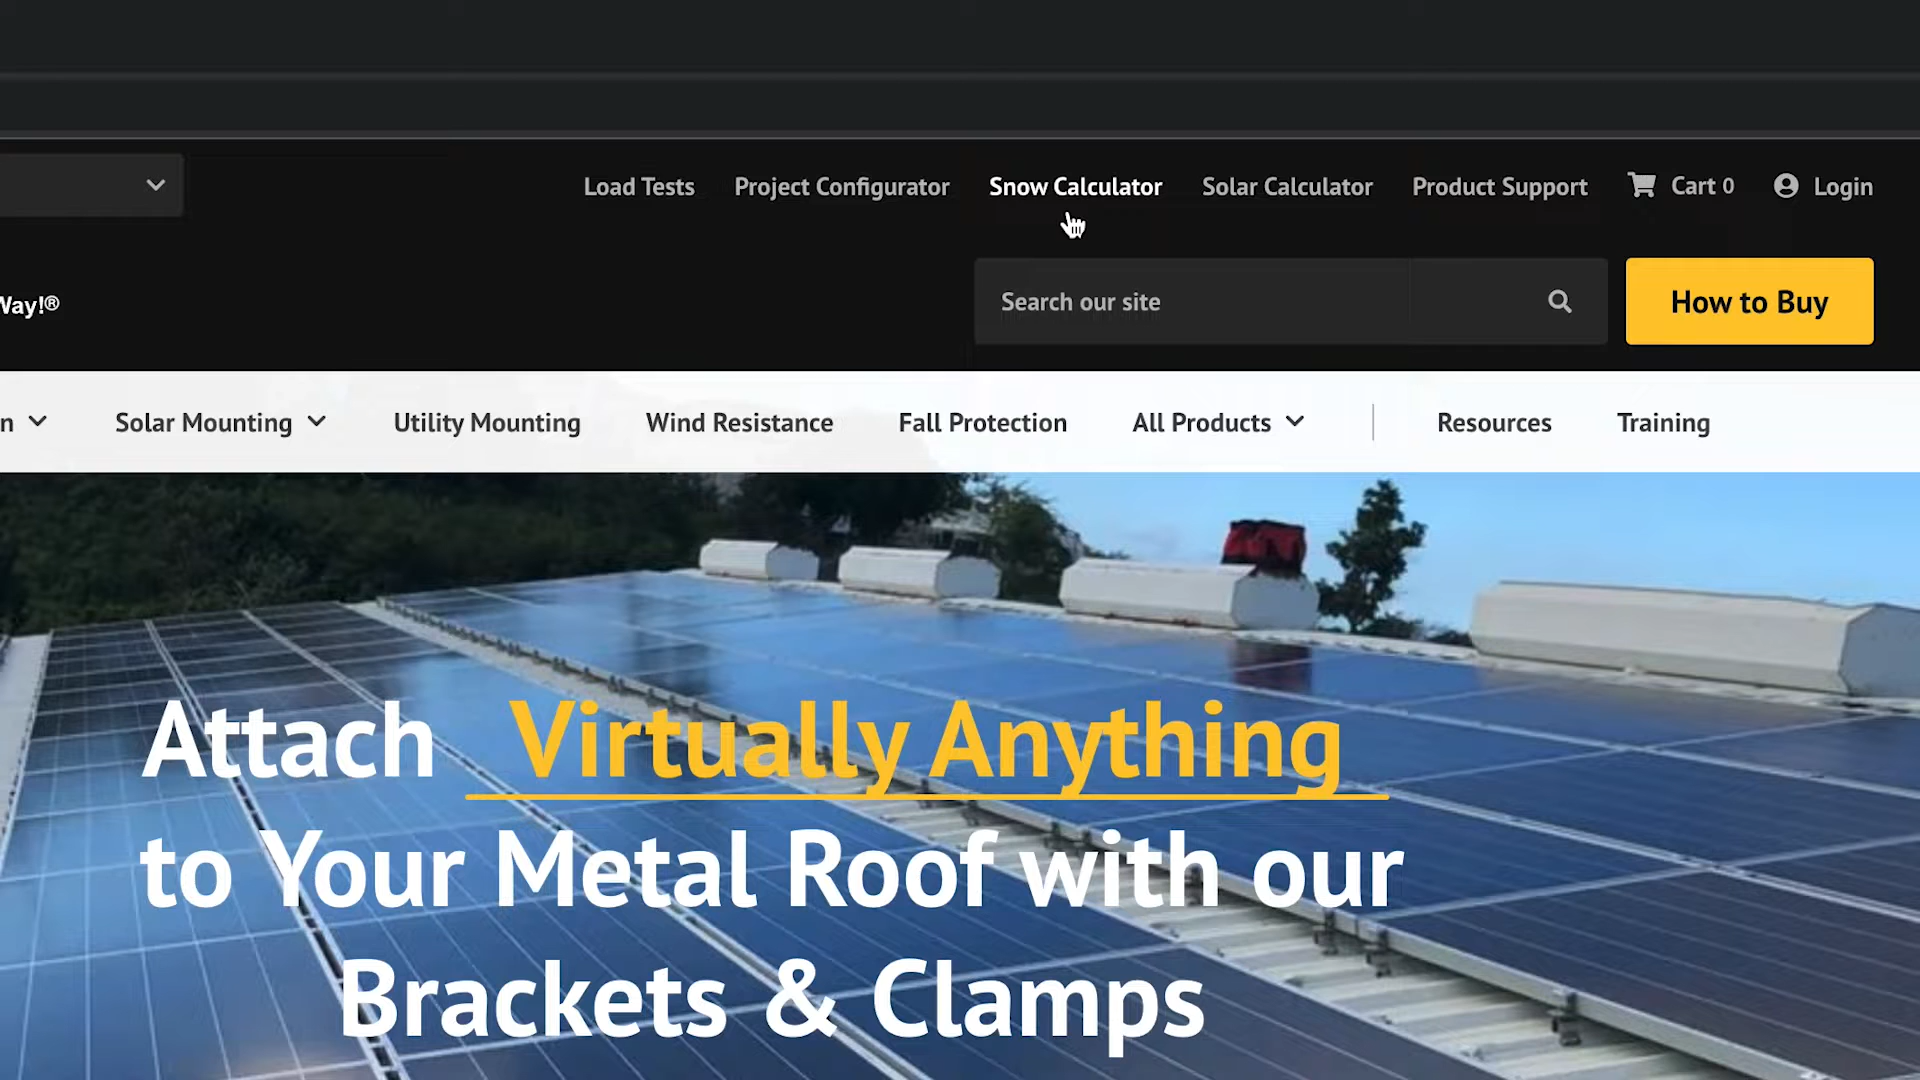 Load Tests Project Configurator Snow Calculator Solar Calculator Product Support Cart 0 Login
Way!®
Search our site
How to Buy
n Solar Mounting Utility Mounting Wind Resistance Fall Protection All Products Resources Training
Attach Virtually Anything
to Your Metal Roof with our
Brackets & Clamps